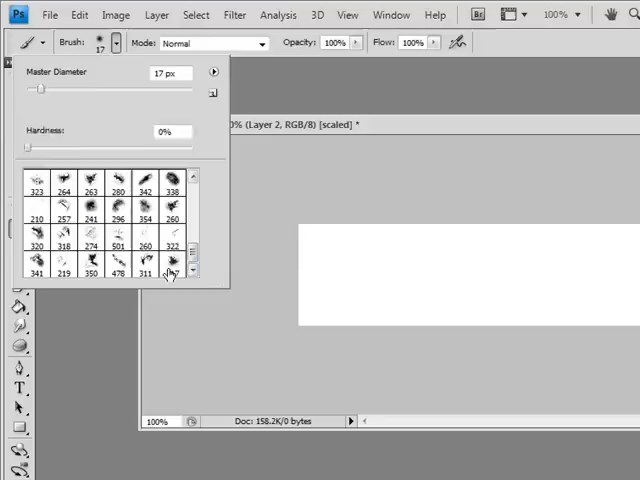 Ps File Edit Image Layer Select Filter Analysis 3D View Window Help Br 100%
Brush: 17 Mode: Normal Opacity: 100% Flow: 100%
Master Diameter 17 px
Hardness: 0%
0% (Layer 2, RGB/8) [scaled] *
323 264 263 280 342 338
210 257 241 296 354 260
320 318 274 501 260 322
341 219 350 478 311
T
100% Doc: 158.2K/0 bytes